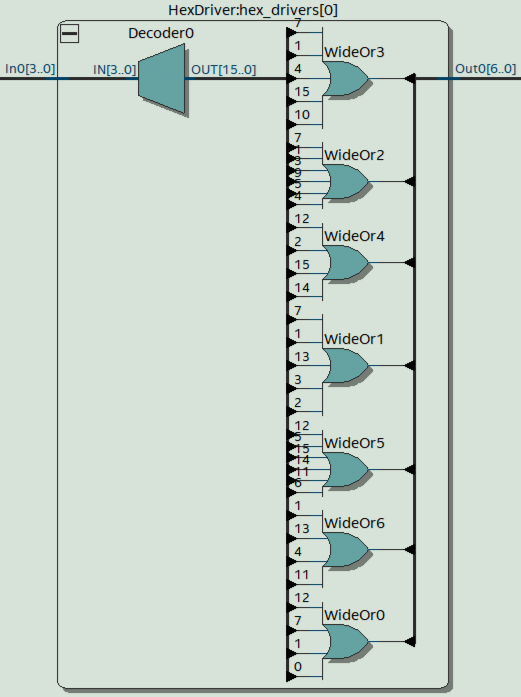 HexDriver:hex_drivers[0]
Decoder0
In0[3..0]
IN[3..0]
OUT[15..0]
Out0[6..0]
7
1
WideOr3
4
15
10
7
1
WideOr2
3
9
5
4
12
WideOr4
2
15
14
7
1
WideOr1
13
3
2
12
5
WideOr5
15
14
11
6
1
WideOr6
13
4
11
12
WideOr0
7
1
0